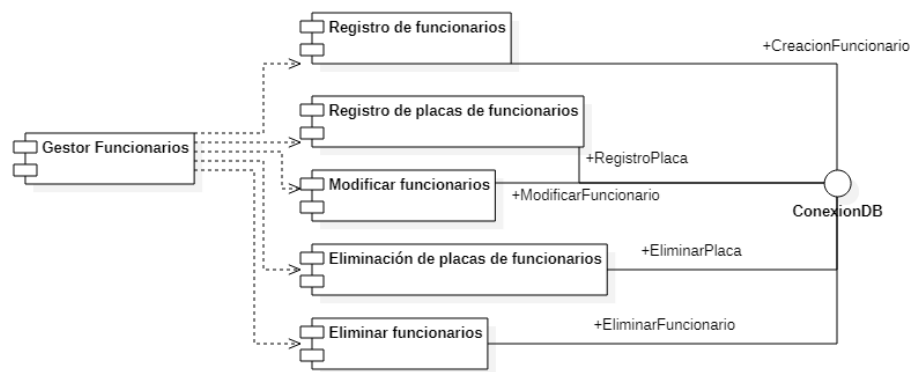 Registro de funcionarios
+CreacionFuncionario
Registro de placas de funcionarios
Gestor Funcionarios
+RegistroPlaca
Modificar funcionarios
+ModificarFuncionario
ConexionDB
Eliminación de placas de funcionarios
+EliminarPlaca
Eliminar funcionarios
+EliminarFuncionario